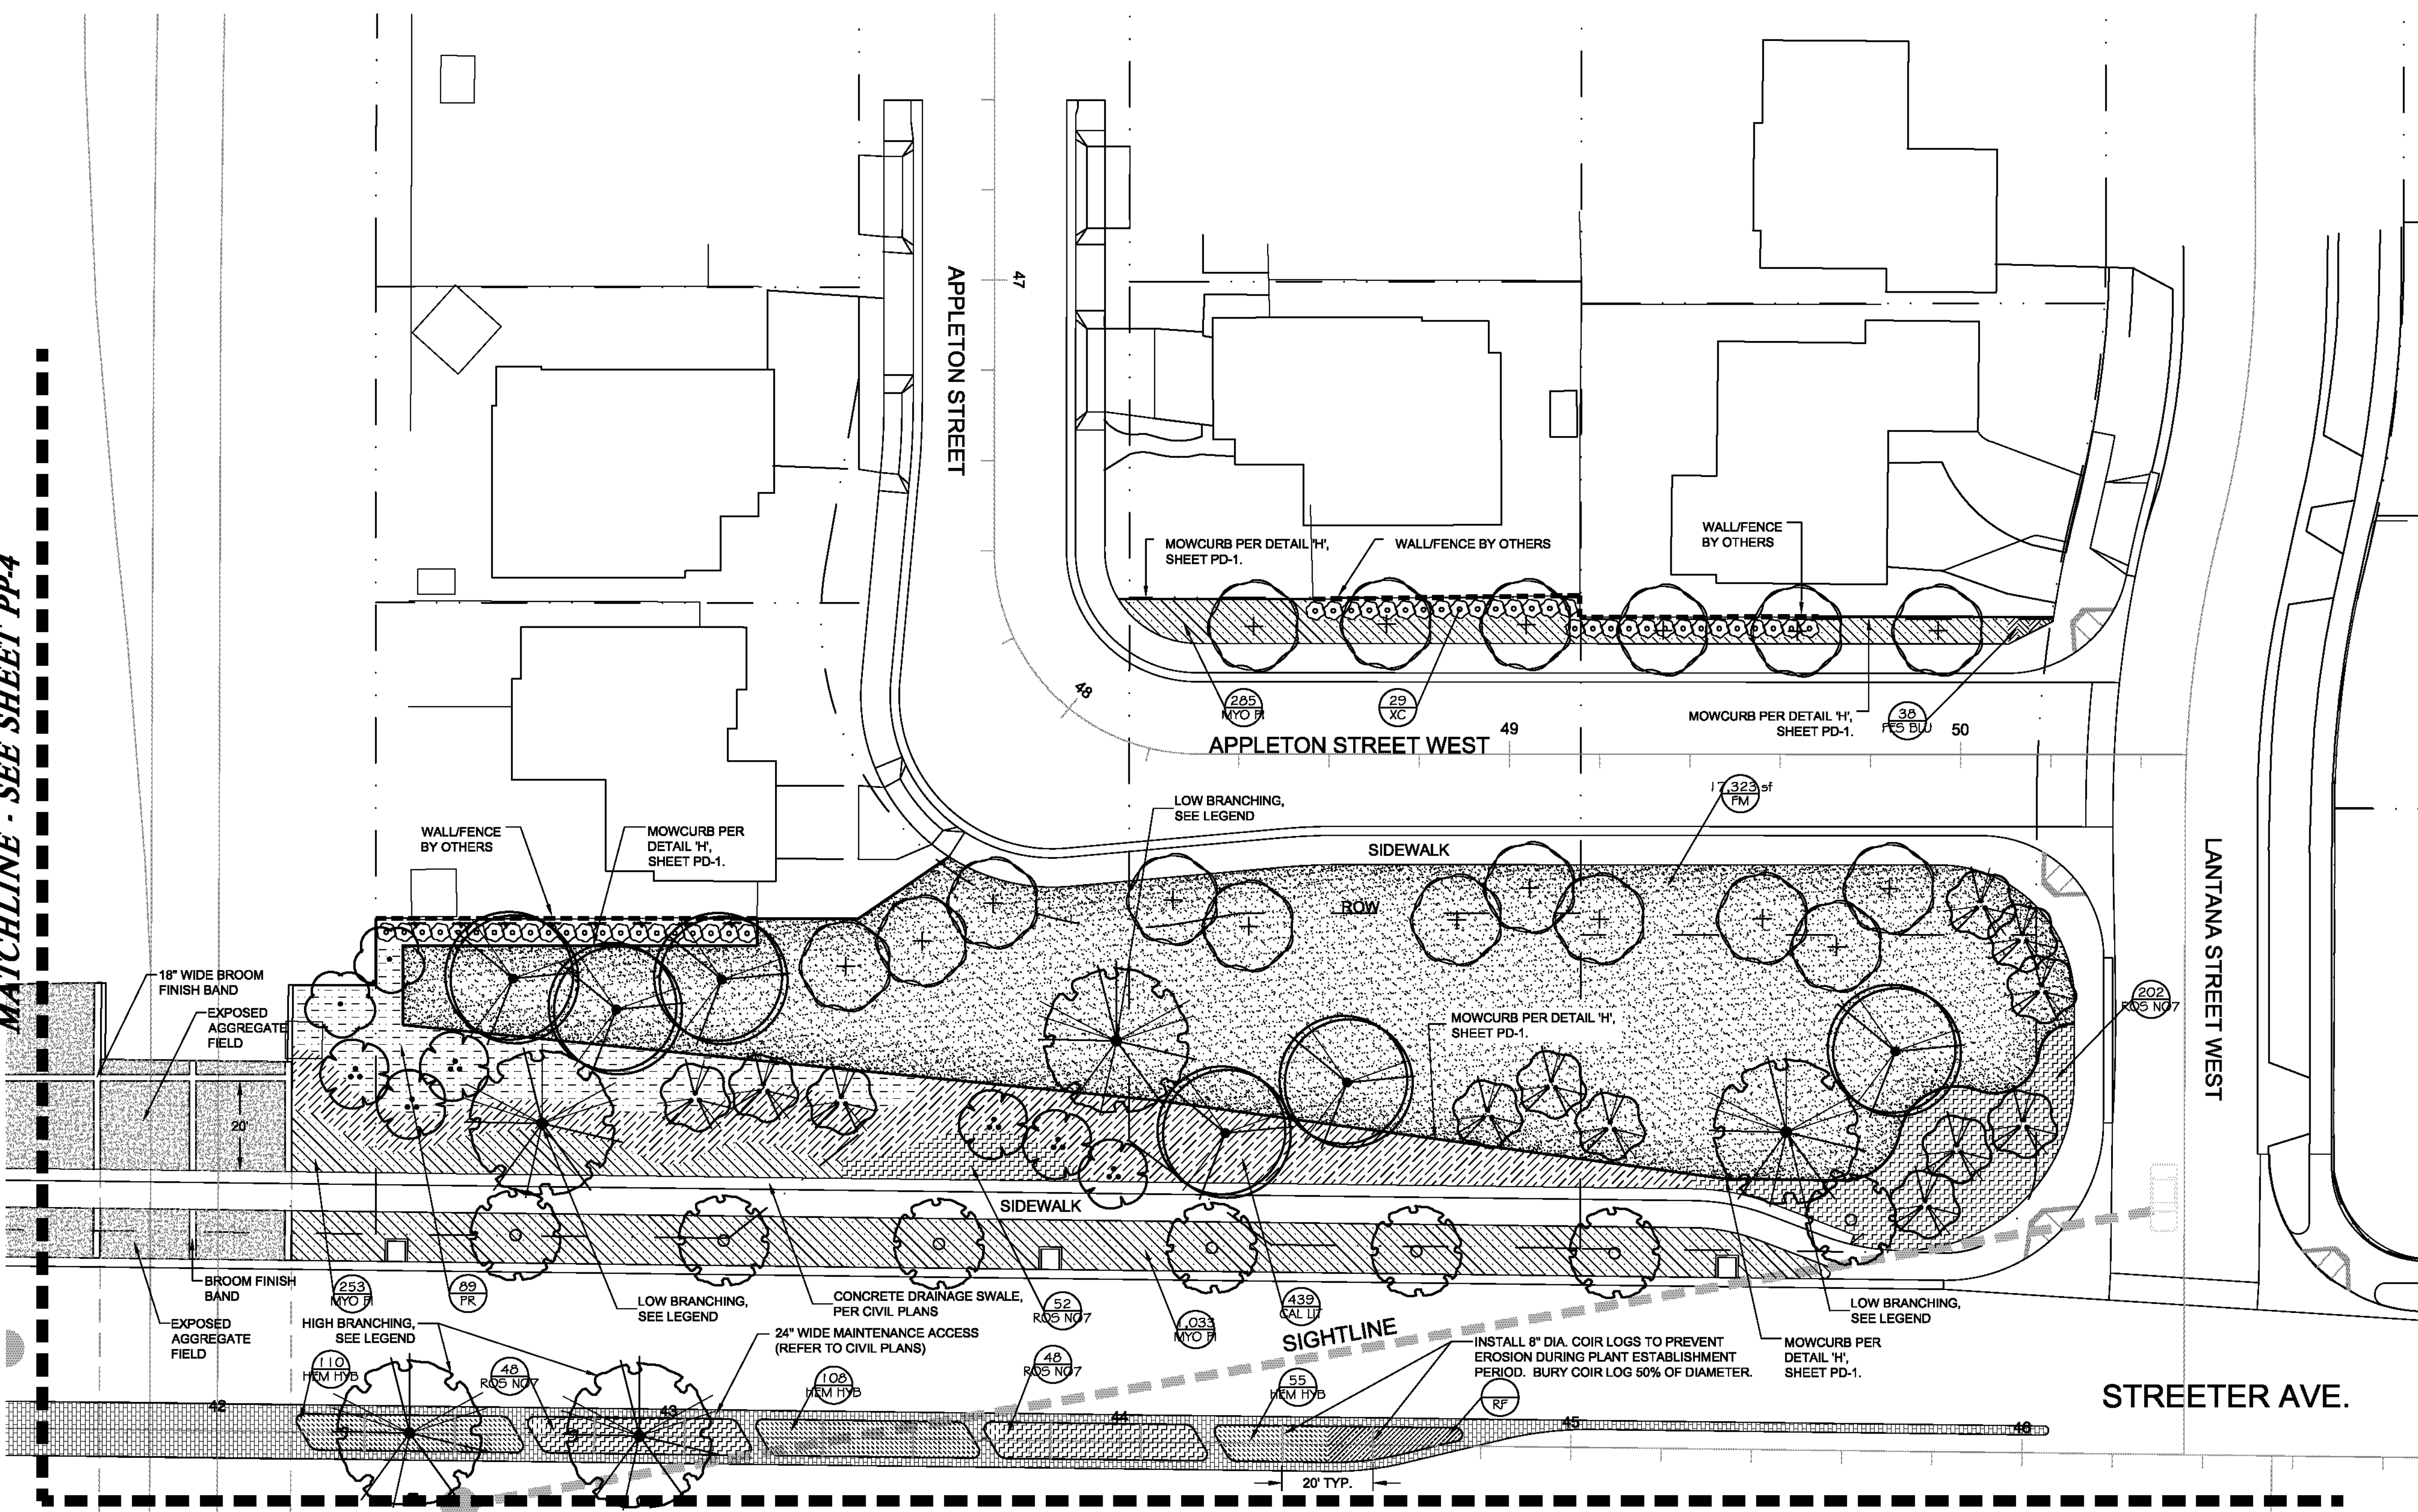 MATCHLINE - SEE SHEET PP-4
APPLETON STREET
47
MOWCURB PER DETAIL 'H',
SHEET PD-1.
WALL/FENCE BY OTHERS
WALL/FENCE
BY OTHERS
48
285
MYO PI
29
XC
APPLETON STREET WEST
49
MOWCURB PER DETAIL 'H',
SHEET PD-1.
38
FES BLU
50
17,323 sf
FM
LOW BRANCHING,
SEE LEGEND
WALL/FENCE
BY OTHERS
MOWCURB PER
DETAIL 'H',
SHEET PD-1.
SIDEWALK
ROW
LANTANA STREET WEST
18" WIDE BROOM
FINISH BAND
EXPOSED
AGGREGATE
FIELD
MOWCURB PER DETAIL 'H',
SHEET PD-1.
202
ROS NO7
20'
SIDEWALK
BROOM FINISH
BAND
253
MYO PI
89
PR
LOW BRANCHING,
SEE LEGEND
CONCRETE DRAINAGE SWALE,
PER CIVIL PLANS
52
ROS NO7
1,033
MYO PI
439
CAL LIT
LOW BRANCHING,
SEE LEGEND
EXPOSED
AGGREGATE
FIELD
HIGH BRANCHING,
SEE LEGEND
24" WIDE MAINTENANCE ACCESS
(REFER TO CIVIL PLANS)
SIGHTLINE
INSTALL 8" DIA. COIR LOGS TO PREVENT
EROSION DURING PLANT ESTABLISHMENT
PERIOD. BURY COIR LOG 50% OF DIAMETER.
MOWCURB PER
DETAIL 'H',
SHEET PD-1.
110
HEM HYB
48
ROS NO7
108
HEM HYB
48
ROS NO7
55
HEM HYB
RF
STREETER AVE.
42
43
44
45
46
20' TYP.